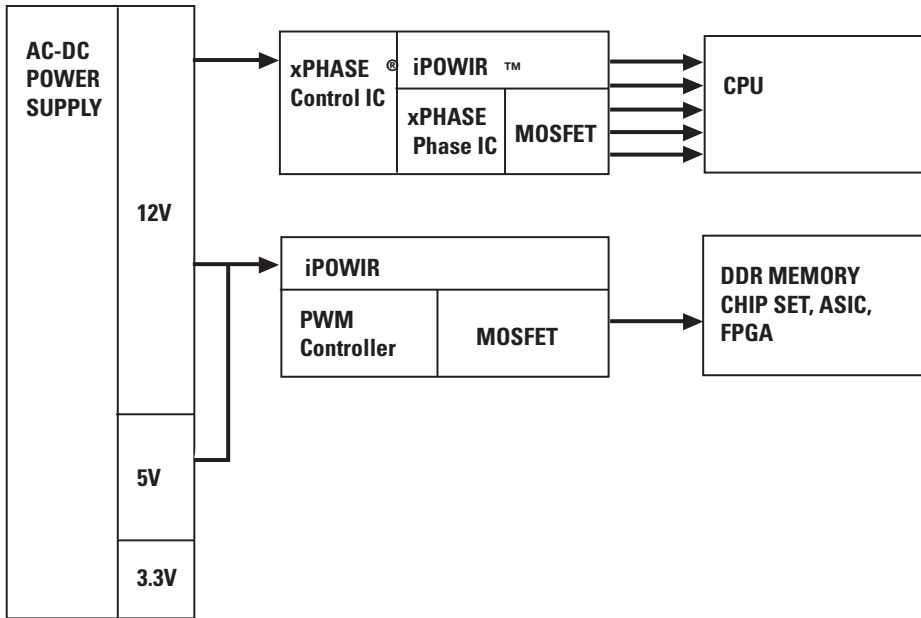 AC-DC
POWER
SUPPLY
12V
5V
3.3V
xPHASE ®
Control IC
iPOWIR ™
xPHASE
Phase IC
MOSFET
CPU
iPOWIR
PWM
Controller
MOSFET
DDR MEMORY
CHIP SET, ASIC,
FPGA